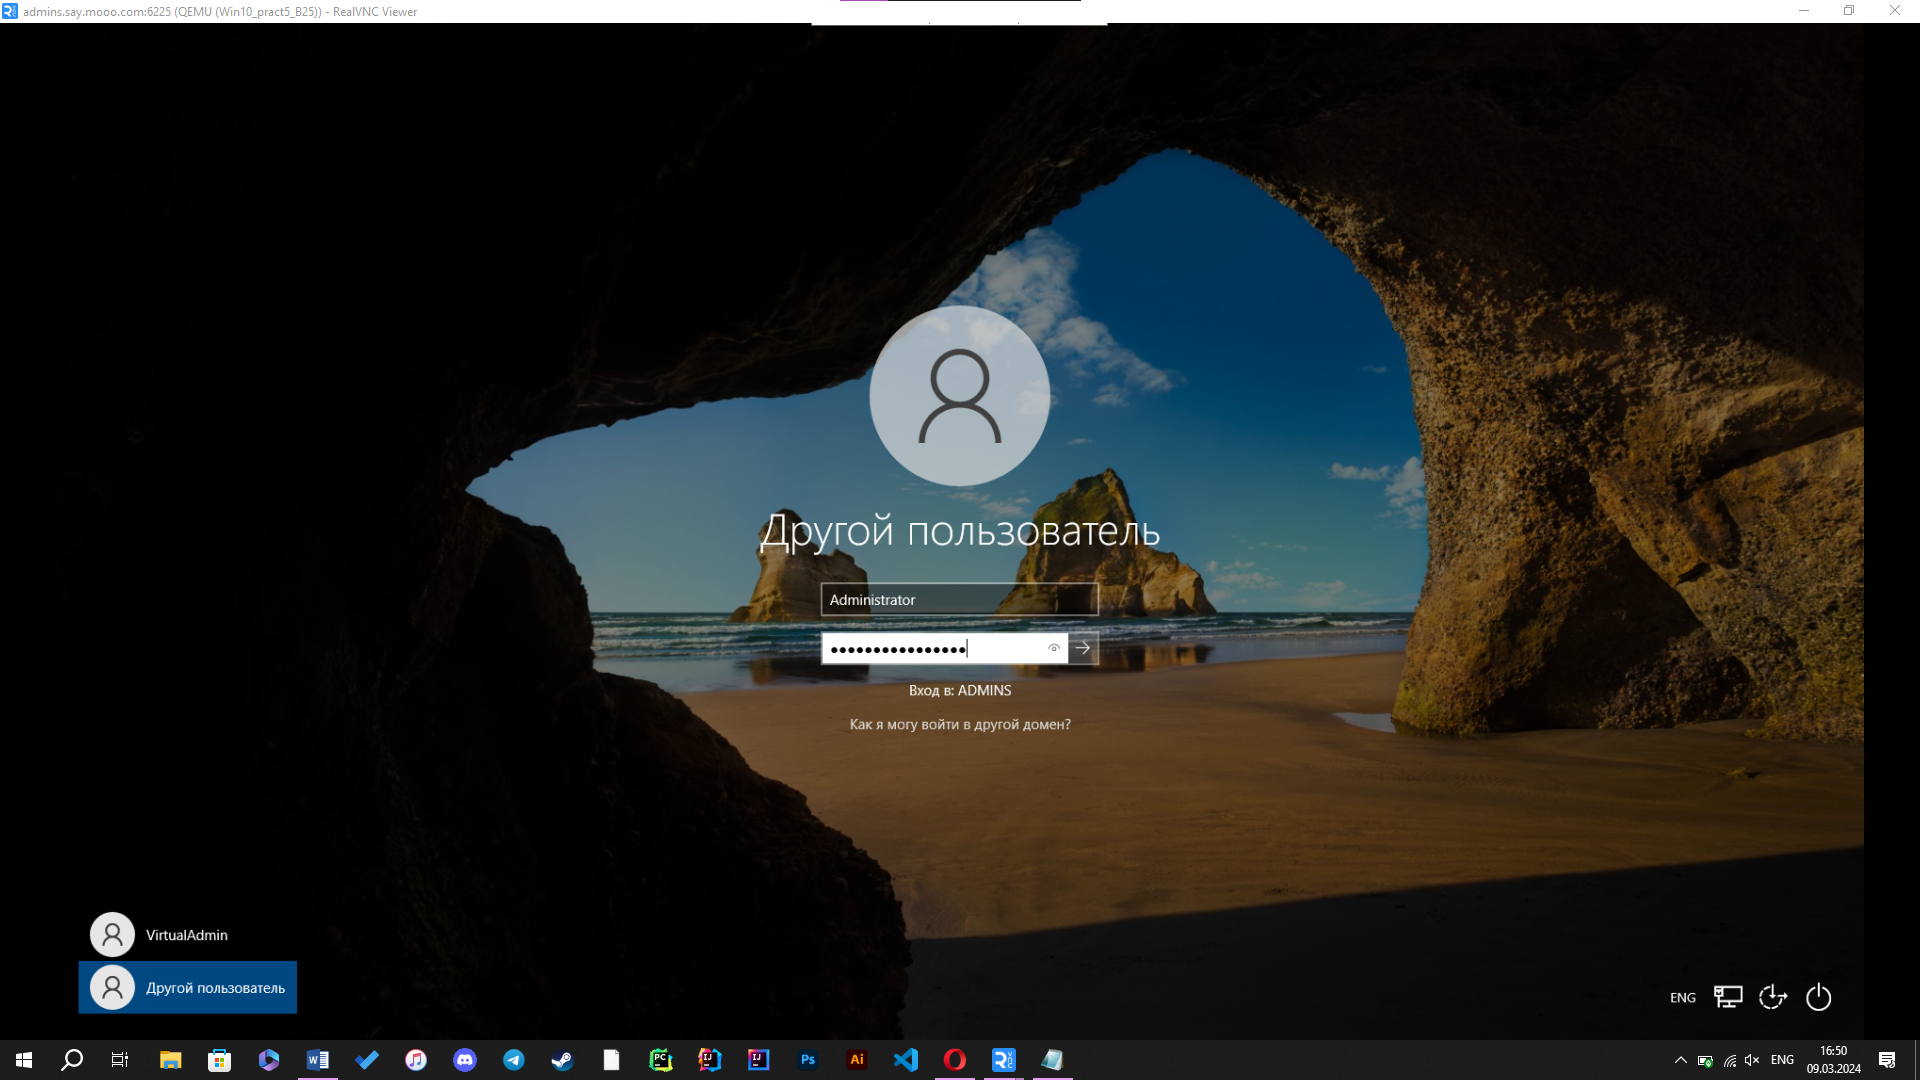 admins.say.mooo.com:6225 (QEMU (Win10_pract5_B25)) - RealVNC Viewer
Другой пользователь
Administrator
Вход в: ADMINS
Как я могу войти в другой домен?
VirtualAdmin
Другой пользователь
ENG
ENG
16:50
09.03.2024